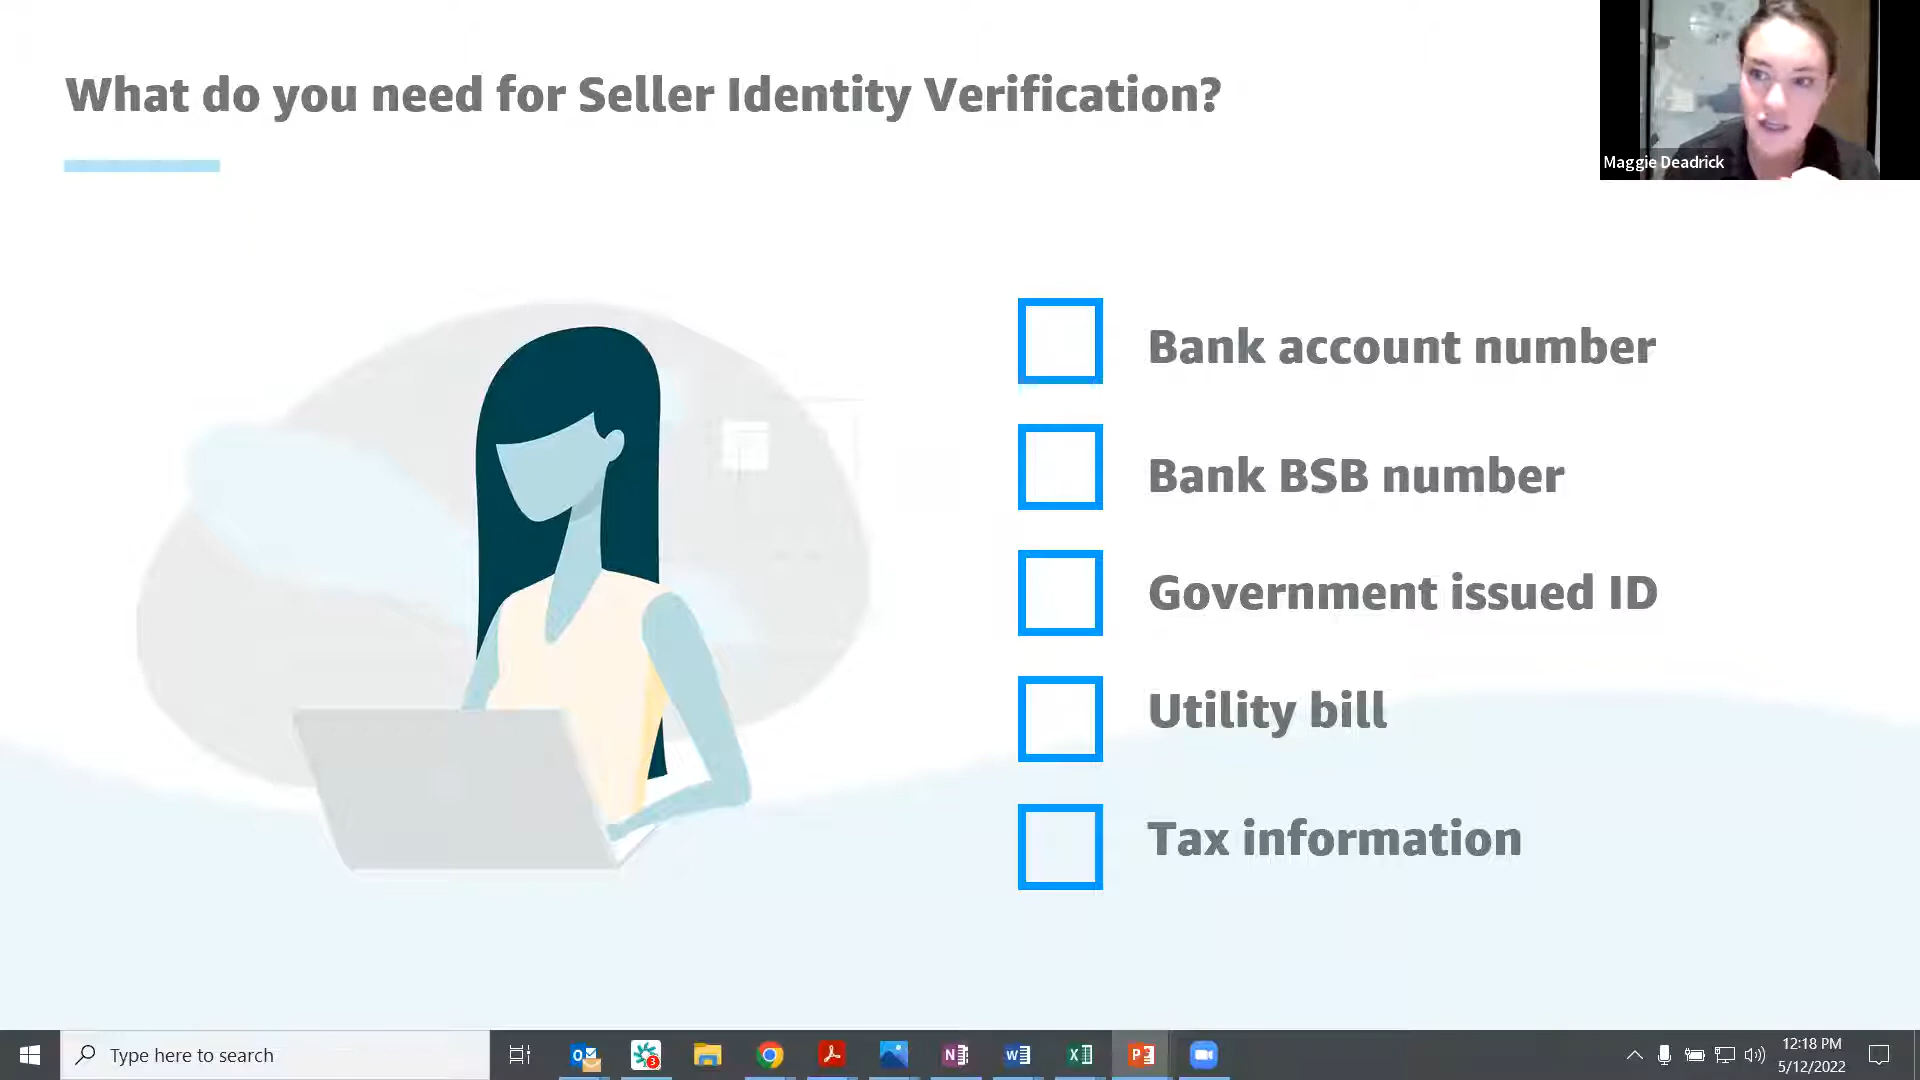 What do you need for Seller Identity Verification?
Maggie Deadrick
Bank account number
Bank BSB number
Government issued ID
Utility bill
Tax information
Type here to search
3
12:18 PM
5/12/2022